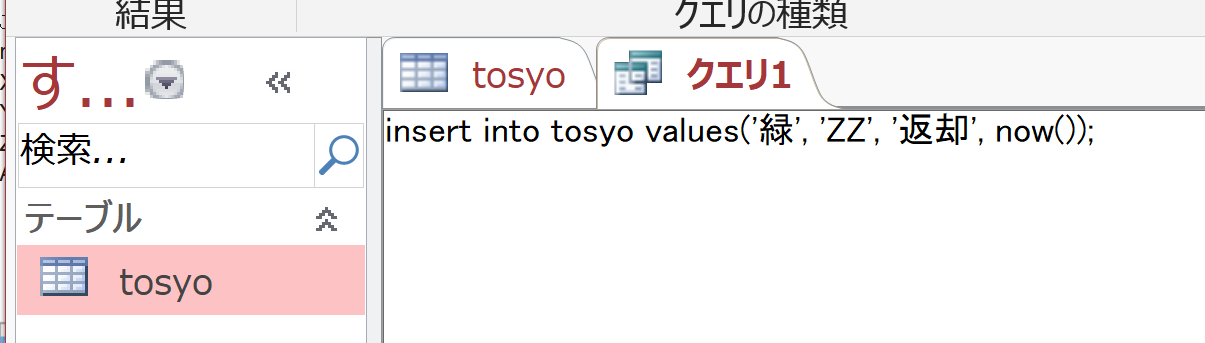 結果
クエリの種類
す...
tosyo
クエリ1
検索...
insert into tosyo values('緑', 'ZZ', '返却', now());
テーブル
tosyo